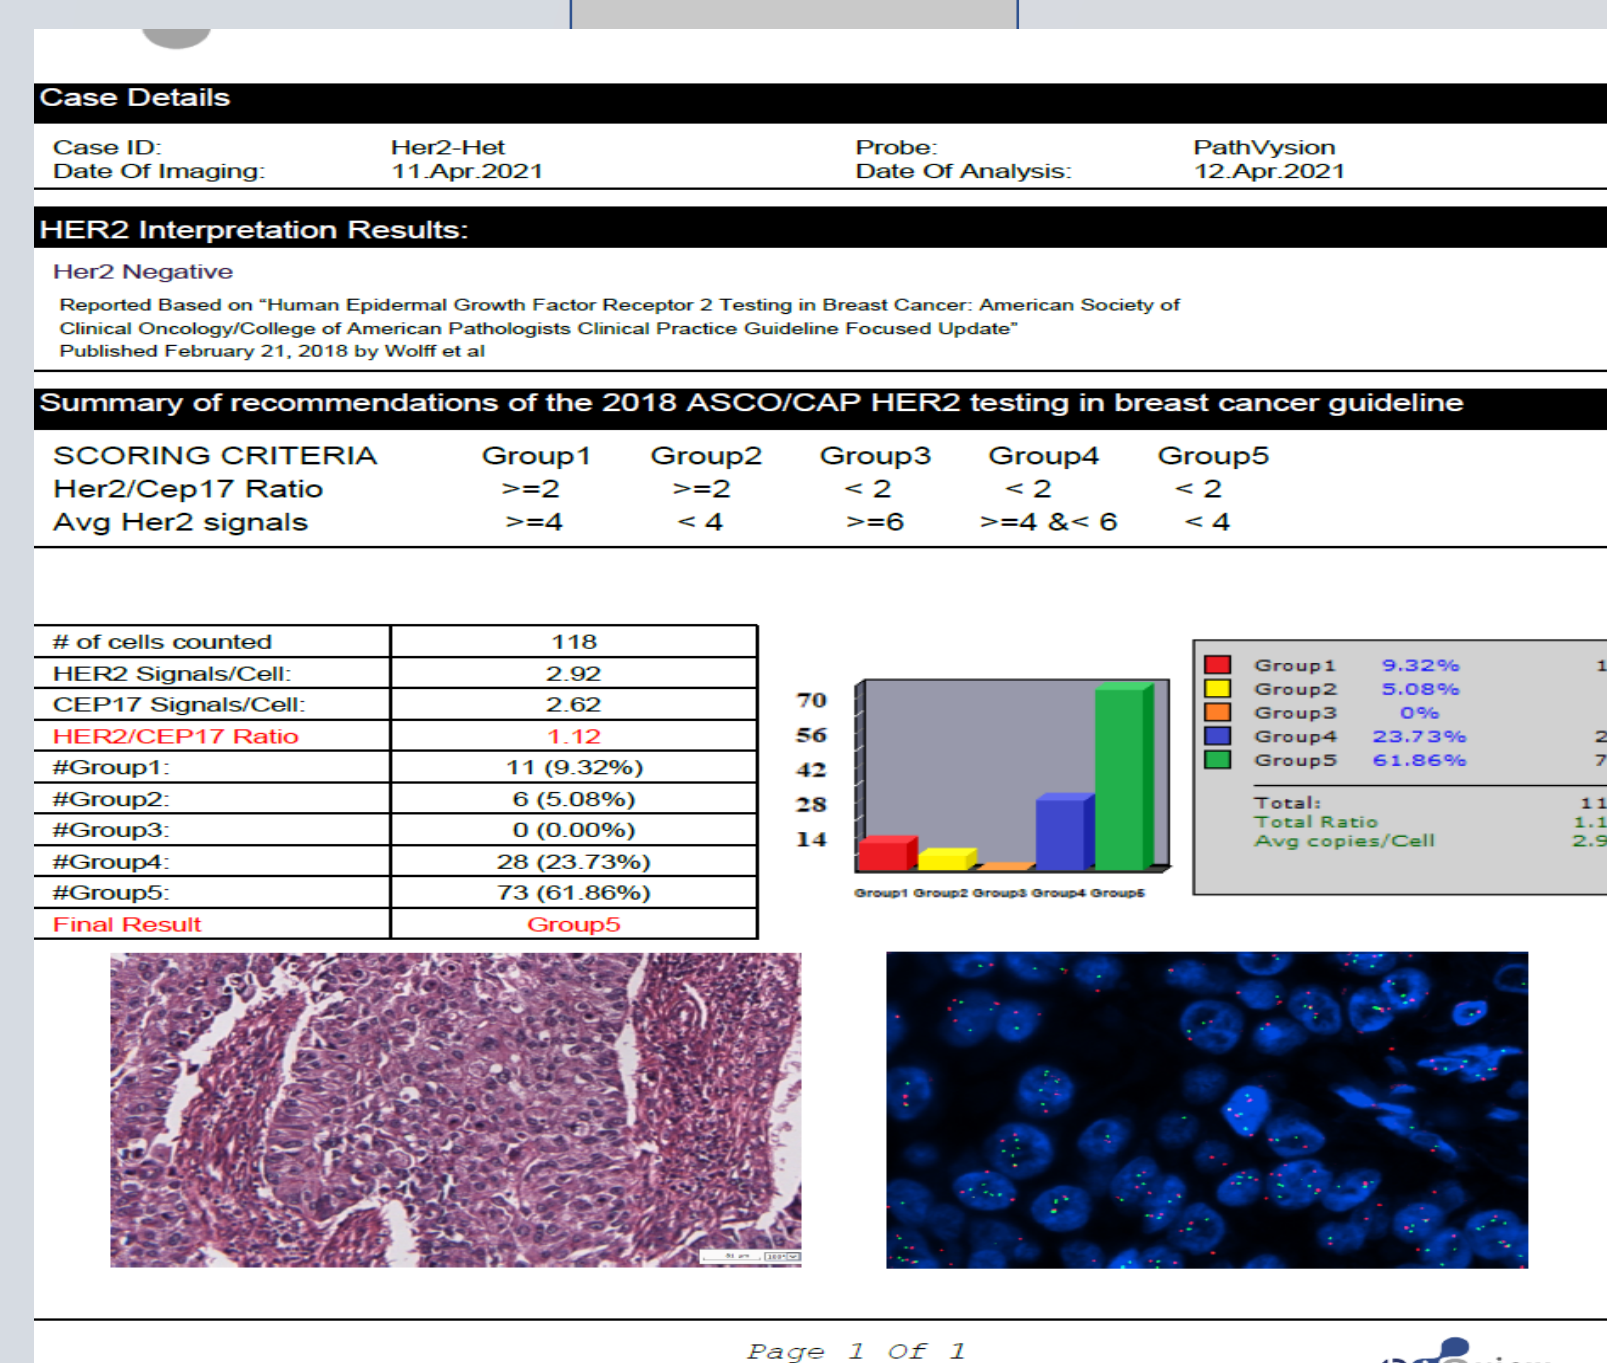 Case Details
Case ID: Her2-Het Probe: PathVysion
Date Of Imaging: 11.Apr.2021 Date Of Analysis: 12.Apr.2021
HER2 Interpretation Results:
Her2 Negative
Reported Based on “Human Epidermal Growth Factor Receptor 2 Testing in Breast Cancer: American Society of
Clinical Oncology/College of American Pathologists Clinical Practice Guideline Focused Update”
Published February 21, 2018 by Wolff et al
Summary of recommendations of the 2018 ASCO/CAP HER2 testing in breast cancer guideline
SCORING CRITERIA Group1 Group2 Group3 Group4 Group5
Her2/Cep17 Ratio >=2 >=2 < 2 < 2 < 2
Avg Her2 signals >=4 < 4 >=6 >=4 &< 6 < 4
# of cells counted 118
HER2 Signals/Cell: 2.92
CEP17 Signals/Cell: 2.62
HER2/CEP17 Ratio 1.12
#Group1: 11 (9.32%)
#Group2: 6 (5.08%)
#Group3: 0 (0.00%)
#Group4: 28 (23.73%)
#Group5: 73 (61.86%)
Final Result Group5
70
56
42
28
14
Group1 Group2 Group3 Group4 Group5
Group1 9.32% 1
Group2 5.08%
Group3 0%
Group4 23.73% 2
Group5 61.86% 7
Total: 11
Total Ratio 1.1
Avg copies/Cell 2.9
Page 1 Of 1